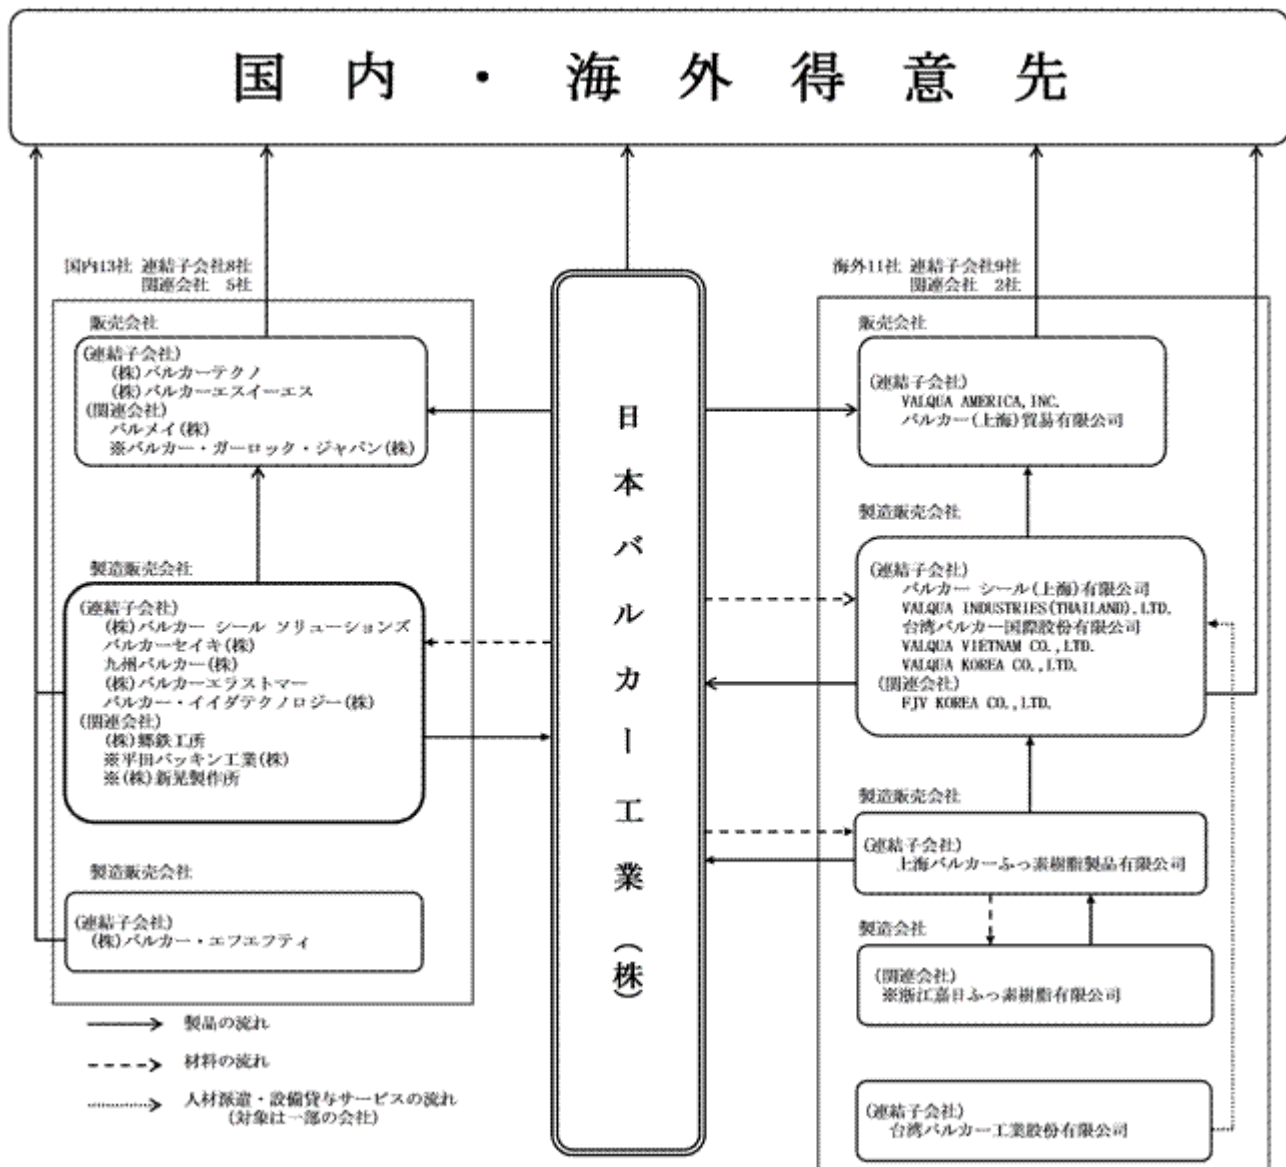 国内・海外得意先
国内13社 連結子会社8社
関連会社 5社
販売会社
(連結子会社)
(株)バルカーテクノ
(株)バルカーエスイーエス
(関連会社)
バルメイ(株)
※バルカー・ガーロック・ジャパン(株)
製造販売会社
(連結子会社)
(株)バルカー シール ソリューションズ
バルカーセイキ(株)
九州バルカー(株)
(株)バルカーエラストマー
バルカー・イイダテクノロジー(株)
(関連会社)
(株)郷鉄工所
※平田パッキン工業(株)
※(株)新晃製作所
製造販売会社
(連結子会社)
(株)バルカー・エフエフティ
製品の流れ
材料の流れ
人材派遣・設備貸与サービスの流れ
(対象は一部の会社)
日本バルカー工業(株)
海外11社 連結子会社9社
関連会社 2社
販売会社
(連結子会社)
VALQUA AMERICA,INC.
バルカー(上海)貿易有限公司
製造販売会社
(連結子会社)
バルカー シール(上海)有限公司
VALQUA INDUSTRIES(THAILAND),LTD.
台湾バルカー国際股份有限公司
VALQUA VIETNAM CO.,LTD.
VALQUA KOREA CO.,LTD.
(関連会社)
FJV KOREA CO.,LTD.
製造販売会社
(連結子会社)
上海バルカーふっ素樹脂製品有限公司
製造会社
(関連会社)
※浙江嘉日ふっ素樹脂有限公司
(連結子会社)
台湾バルカー工業股份有限公司